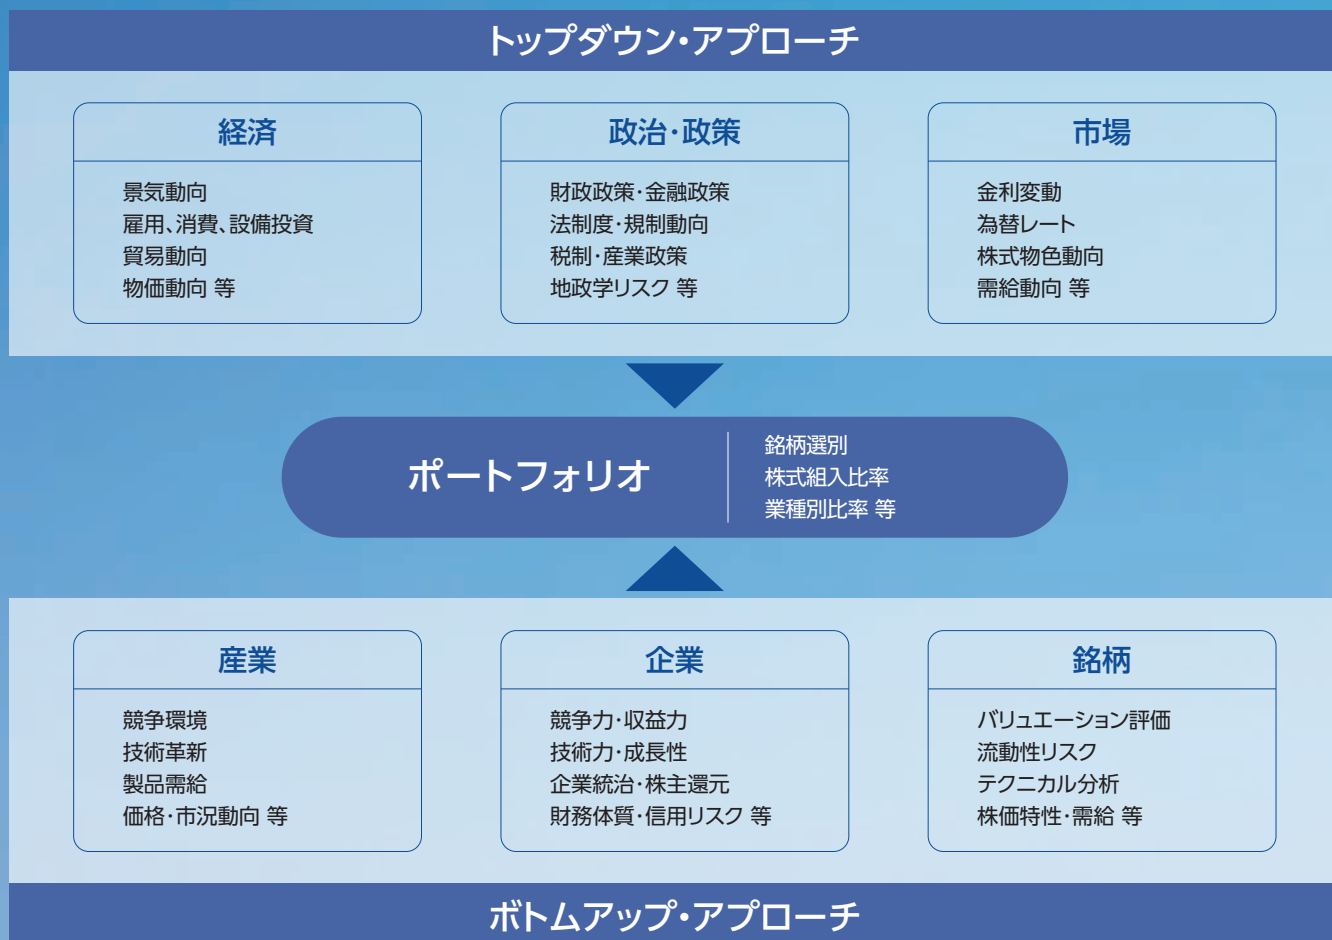 トップダウン・アプローチ
経済
景気動向
雇用、消費、設備投資
貿易動向
物価動向 等
政治・政策
財政政策・金融政策
法制度・規制動向
税制・産業政策
地政学リスク 等
市場
金利変動
為替レート
株式物色動向
需給動向 等
ポートフォリオ
銘柄選別
株式組入比率
業種別比率 等
産業
競争環境
技術革新
製品需給
価格・市況動向 等
企業
競争力・収益力
技術力・成長性
企業統治・株主還元
財務体質・信用リスク 等
銘柄
バリュエーション評価
流動性リスク
テクニカル分析
株価特性・需給 等
ボトムアップ・アプローチ